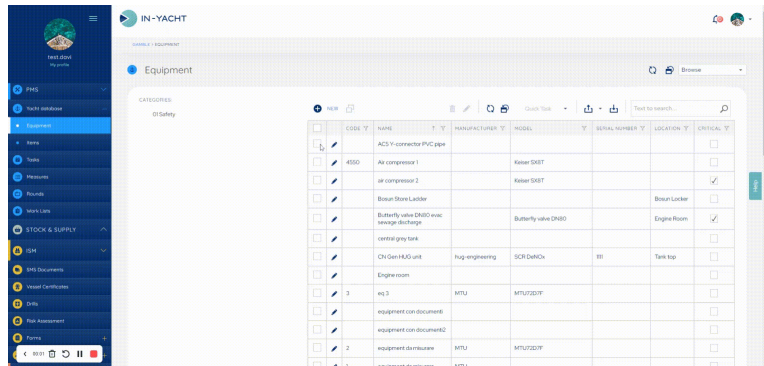 IN-YACHT
test.davi
My profile
PMS
Yacht database
Equipment
Items
Tasks
Measures
Rounds
Work Lists
STOCK & SUPPLY
ISM
SMS Documents
Vessel Certificates
Drills
Risk Assessment
Forms
00:01
EQUIPMENT
Equipment
Browse
CATEGORIES:
01 Safety
NEW
Quick Task
Text to search...
CODE NAME MANUFACTURER MODEL SERIAL NUMBER LOCATION CRITICAL
ACS Y-connector PVC pipe
4550 Air compressor 1 Keiser SX6T
air compressor 2 Keiser SX6T
Bosun Store Ladder Bosun Locker
Butterfly valve DN80 evac
sewage discharge Butterfly valve DN80 Engine Room
central grey tank
CN Gen HUG unit hug-engineering SCR DeNOx 1111 Tank top
Engine room
3 eq 3 MTU MTU72D7F
equipment con documenti
equipment con documenti2
2 equipment da misurare MTU MTU72D7F
Help